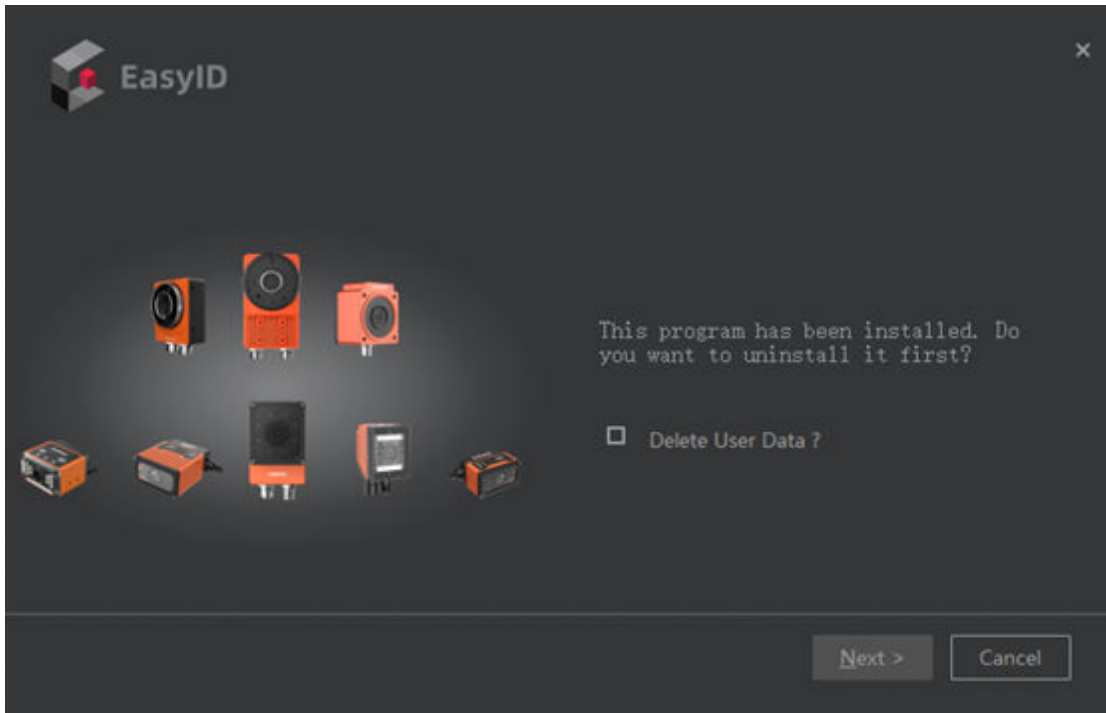 EasyID
This program has been installed. Do
you want to uninstall it first?
Delete User Data ?
Next >
Cancel